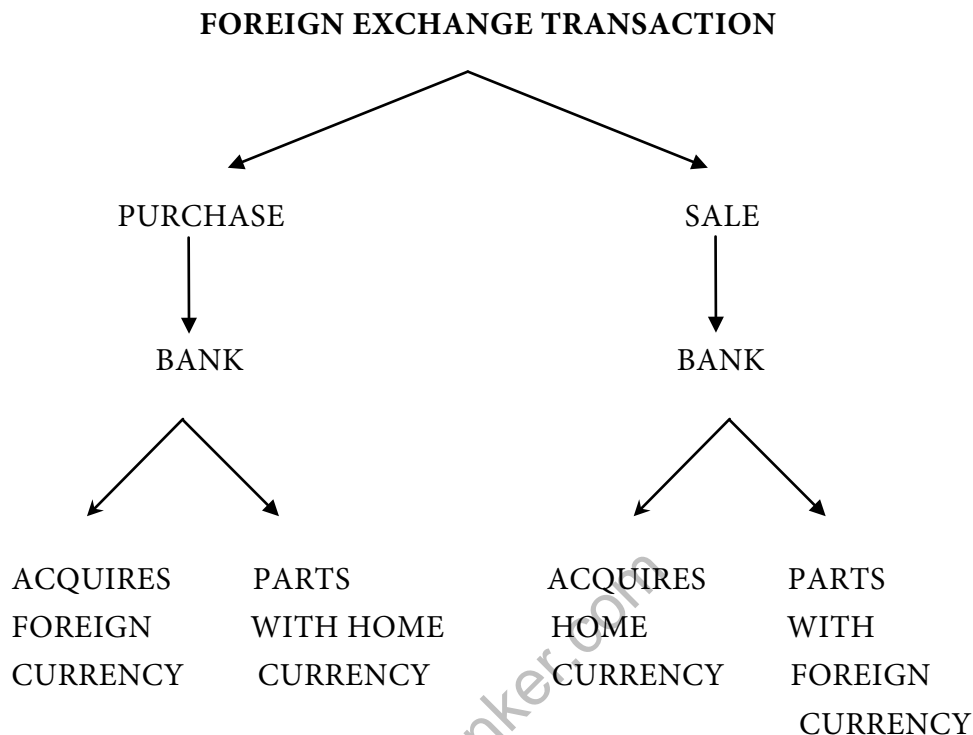 FOREIGN EXCHANGE TRANSACTION
PURCHASE SALE
BANK BANK
ACQUIRES PARTS ACQUIRES PARTS
FOREIGN WITH HOME HOME WITH
CURRENCY CURRENCY CURRENCY FOREIGN
CURRENCY